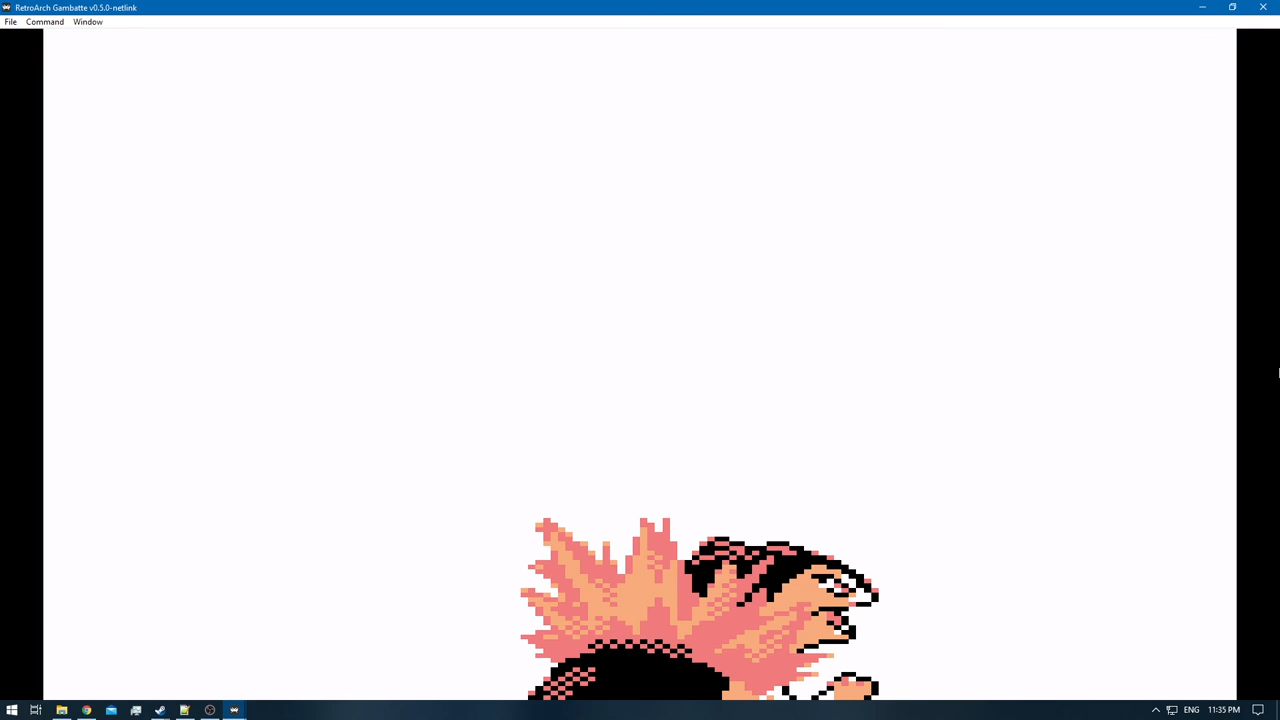 RetroArch Gambatte v0.5.0-netlink
File Command Window
ENG 11:35 PM